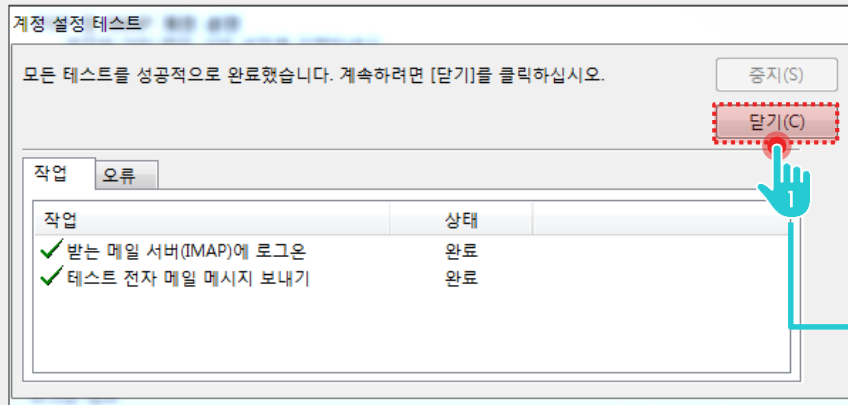 계정 설정 테스트
모든 테스트를 성공적으로 완료했습니다. 계속하려면 [닫기]를 클릭하십시오.
중지(S)
닫기(C)
1
작업 오류
작업 상태
받는 메일 서버(IMAP)에 로그온 완료
테스트 전자 메일 메시지 보내기 완료